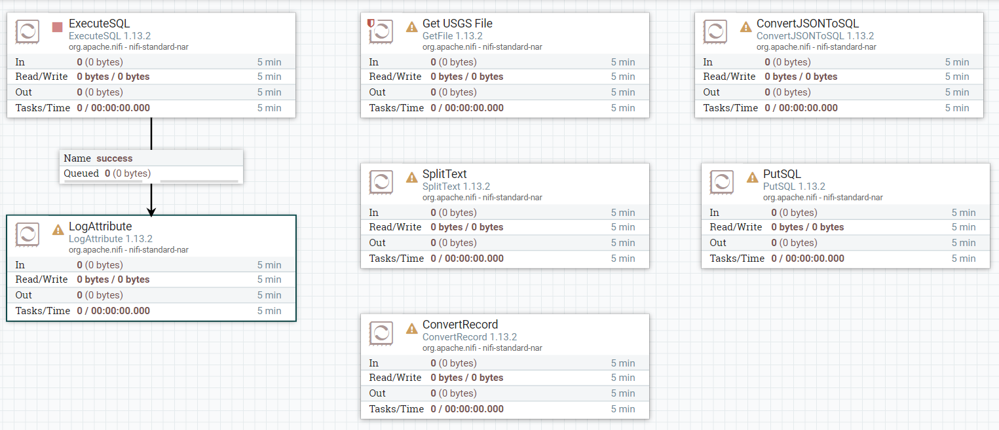 ExecuteSQL
ExecuteSQL 1.13.2
org.apache.nifi - nifi-standard-nar
In 0 (0 bytes) 5 min
Read/Write 0 bytes / 0 bytes 5 min
Out 0 (0 bytes) 5 min
Tasks/Time 0 / 00:00:00.000 5 min
Name success
Queued 0 (0 bytes)
LogAttribute
LogAttribute 1.13.2
org.apache.nifi - nifi-standard-nar
In 0 (0 bytes) 5 min
Read/Write 0 bytes / 0 bytes 5 min
Out 0 (0 bytes) 5 min
Tasks/Time 0 / 00:00:00.000 5 min
Get USGS File
GetFile 1.13.2
org.apache.nifi - nifi-standard-nar
In 0 (0 bytes) 5 min
Read/Write 0 bytes / 0 bytes 5 min
Out 0 (0 bytes) 5 min
Tasks/Time 0 / 00:00:00.000 5 min
SplitText
SplitText 1.13.2
org.apache.nifi - nifi-standard-nar
In 0 (0 bytes) 5 min
Read/Write 0 bytes / 0 bytes 5 min
Out 0 (0 bytes) 5 min
Tasks/Time 0 / 00:00:00.000 5 min
ConvertRecord
ConvertRecord 1.13.2
org.apache.nifi - nifi-standard-nar
In 0 (0 bytes) 5 min
Read/Write 0 bytes / 0 bytes 5 min
Out 0 (0 bytes) 5 min
Tasks/Time 0 / 00:00:00.000 5 min
ConvertJSONToSQL
ConvertJSONToSQL 1.13.2
org.apache.nifi - nifi-standard-nar
In 0 (0 bytes) 5 min
Read/Write 0 bytes / 0 bytes 5 min
Out 0 (0 bytes) 5 min
Tasks/Time 0 / 00:00:00.000 5 min
PutSQL
PutSQL 1.13.2
org.apache.nifi - nifi-standard-nar
In 0 (0 bytes) 5 min
Read/Write 0 bytes / 0 bytes 5 min
Out 0 (0 bytes) 5 min
Tasks/Time 0 / 00:00:00.000 5 min